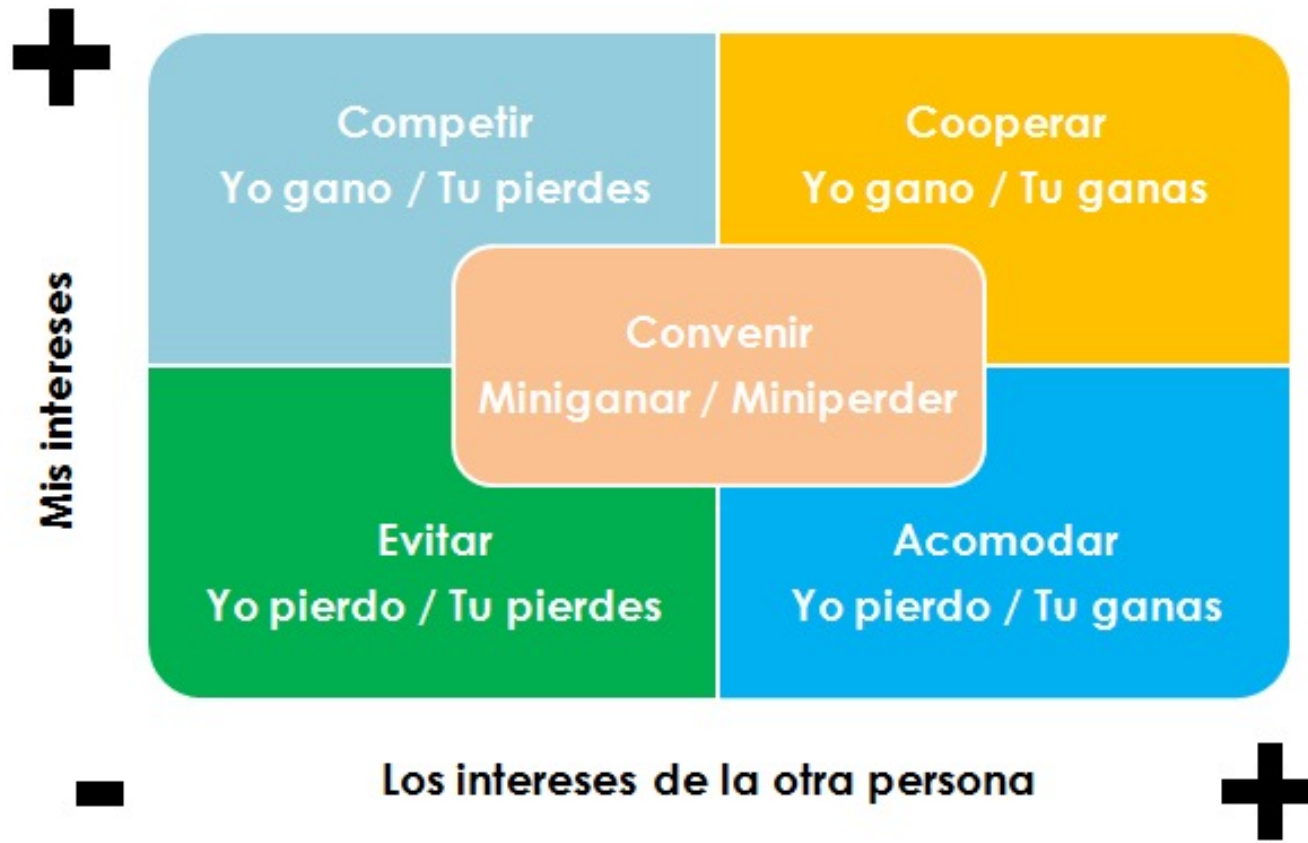 +
Competir
Yo gano / Tu pierdes
Cooperar
Yo gano / Tu ganas
Mis intereses
Convenir
Miniganar / Miniperder
Evitar
Yo pierdo / Tu pierdes
Acomodar
Yo pierdo / Tu ganas
-
Los intereses de la otra persona
+